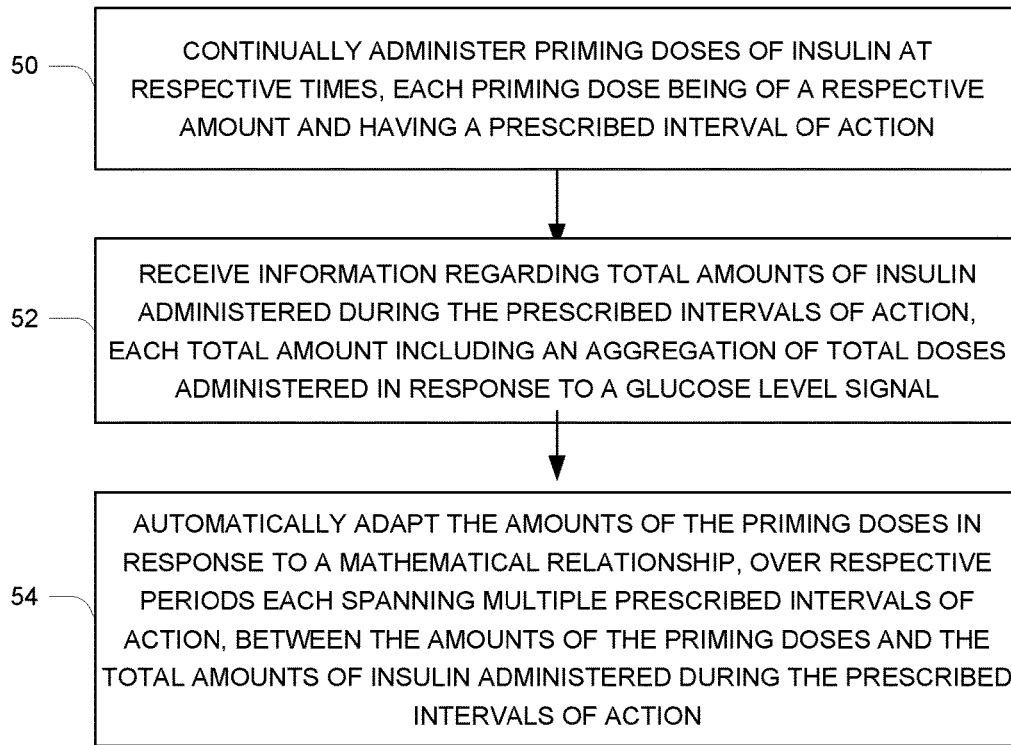 50
CONTINUALLY ADMINISTER PRIMING DOSES OF INSULIN AT
RESPECTIVE TIMES, EACH PRIMING DOSE BEING OF A RESPECTIVE
AMOUNT AND HAVING A PRESCRIBED INTERVAL OF ACTION
52
RECEIVE INFORMATION REGARDING TOTAL AMOUNTS OF INSULIN
ADMINISTERED DURING THE PRESCRIBED INTERVALS OF ACTION,
EACH TOTAL AMOUNT INCLUDING AN AGGREGATION OF TOTAL DOSES
ADMINISTERED IN RESPONSE TO A GLUCOSE LEVEL SIGNAL
54
AUTOMATICALLY ADAPT THE AMOUNTS OF THE PRIMING DOSES IN
RESPONSE TO A MATHEMATICAL RELATIONSHIP, OVER RESPECTIVE
PERIODS EACH SPANNING MULTIPLE PRESCRIBED INTERVALS OF
ACTION, BETWEEN THE AMOUNTS OF THE PRIMING DOSES AND THE
TOTAL AMOUNTS OF INSULIN ADMINISTERED DURING THE PRESCRIBED
INTERVALS OF ACTION